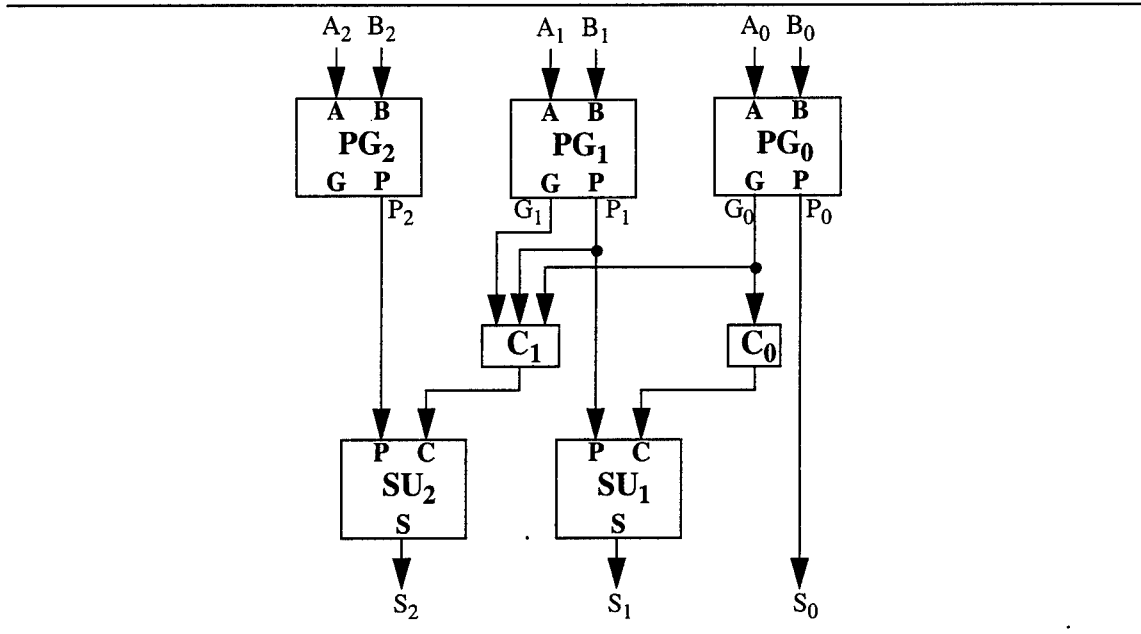 A₂ B₂ A₁ B₁ A₀ B₀
A B A B A B
PG₂ PG₁ PG₀
G P G P G P
P₂ G₁ P₁ G₀ P₀
C₁ C₀
P C P C
SU₂ SU₁
S S
S₂ S₁ S₀